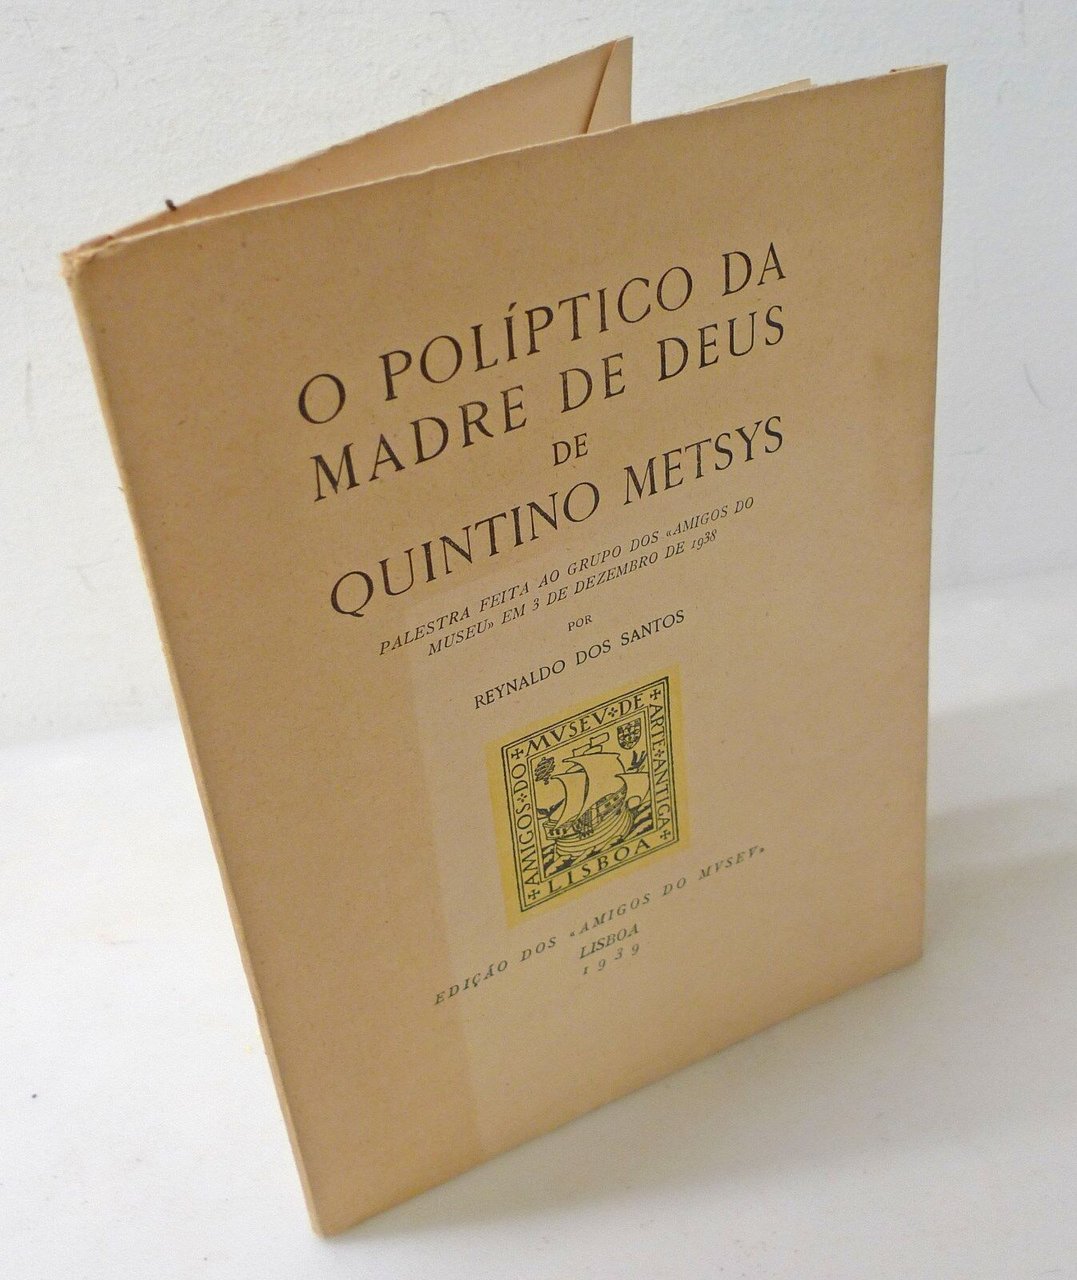 O POLÍPTICO DA
MADRE DE DEUS
DE
QUINTINO METSYS
PALESTRA FEITA AO GRUPO DOS «AMIGOS DO
MUSEU» EM 3 DE DEZEMBRO DE 1938
POR
REYNALDO DOS SANTOS
AMIGOS·DO
MVSEV·DE
ARTE·ANTIGA
LISBOA
EDIÇÃO DOS «AMIGOS DO MVSEV»
LISBOA
1939